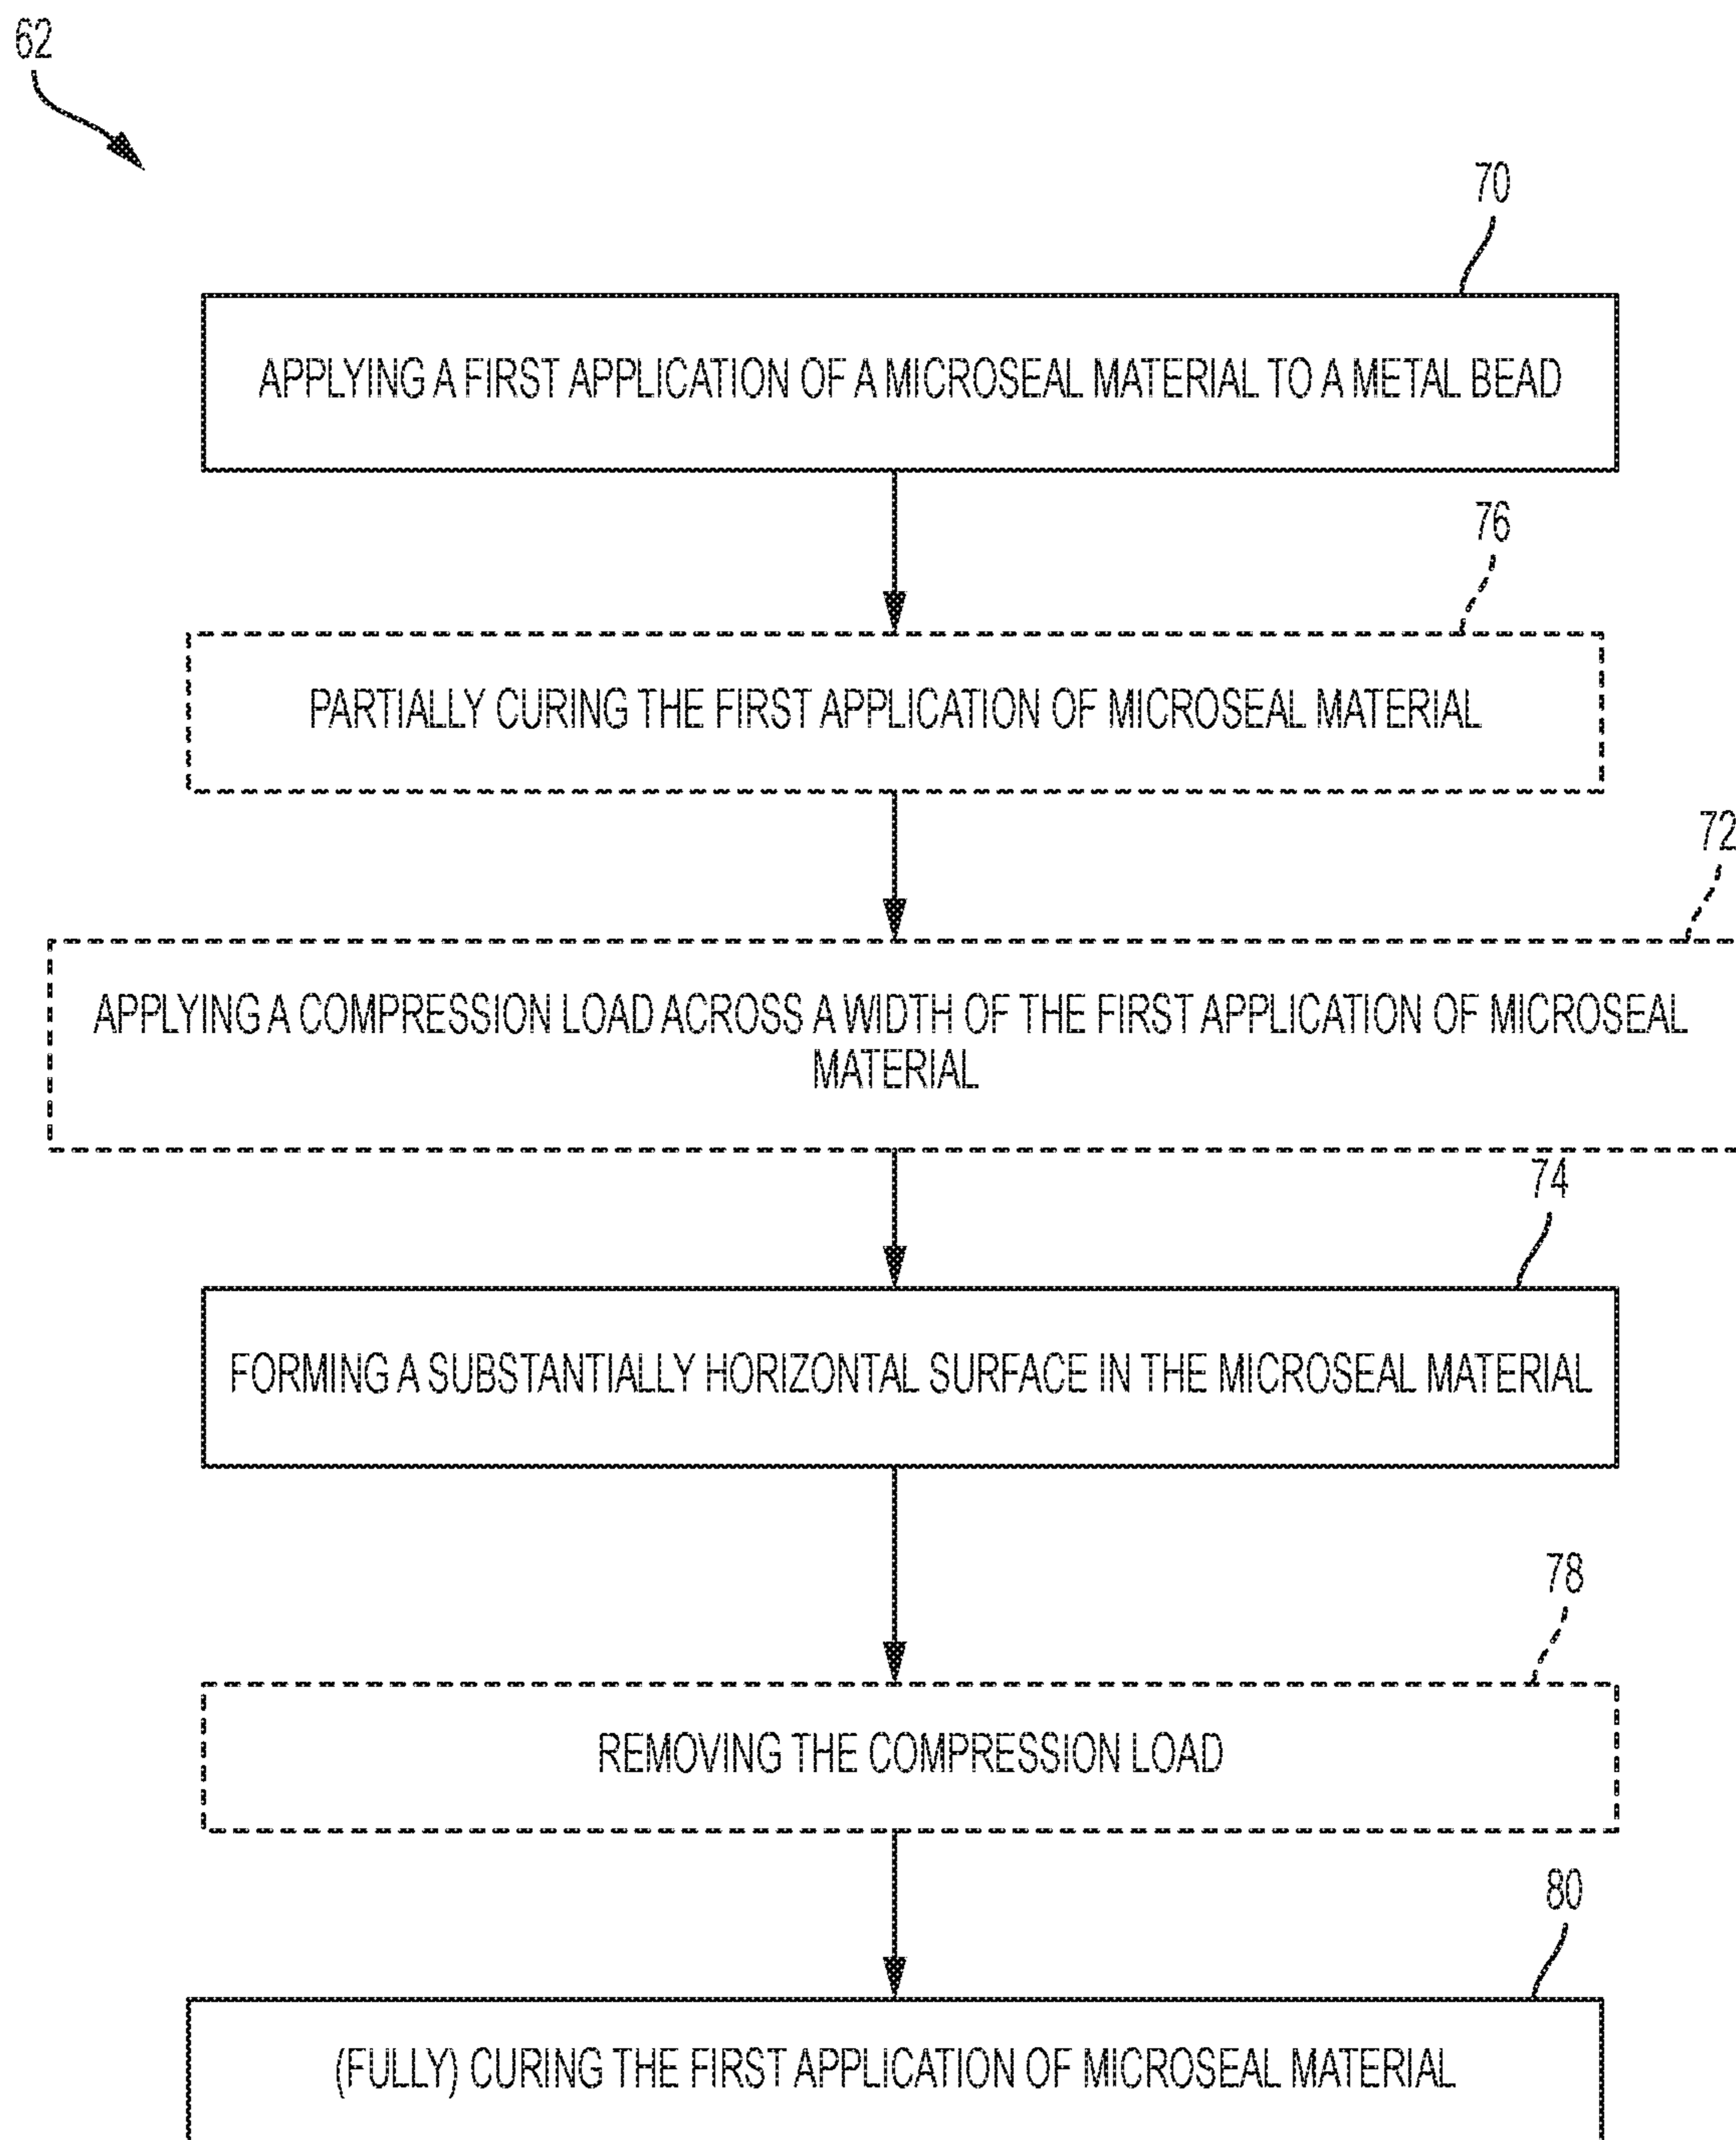 62
70
APPLYING A FIRST APPLICATION OF A MICROSEAL MATERIAL TO A METAL BEAD
76
PARTIALLY CURING THE FIRST APPLICATION OF MICROSEAL MATERIAL
72
APPLYING A COMPRESSION LOAD ACROSS A WIDTH OF THE FIRST APPLICATION OF MICROSEAL
MATERIAL
74
FORMING A SUBSTANTIALLY HORIZONTAL SURFACE IN THE MICROSEAL MATERIAL
78
REMOVING THE COMPRESSION LOAD
80
(FULLY) CURING THE FIRST APPLICATION OF MICROSEAL MATERIAL